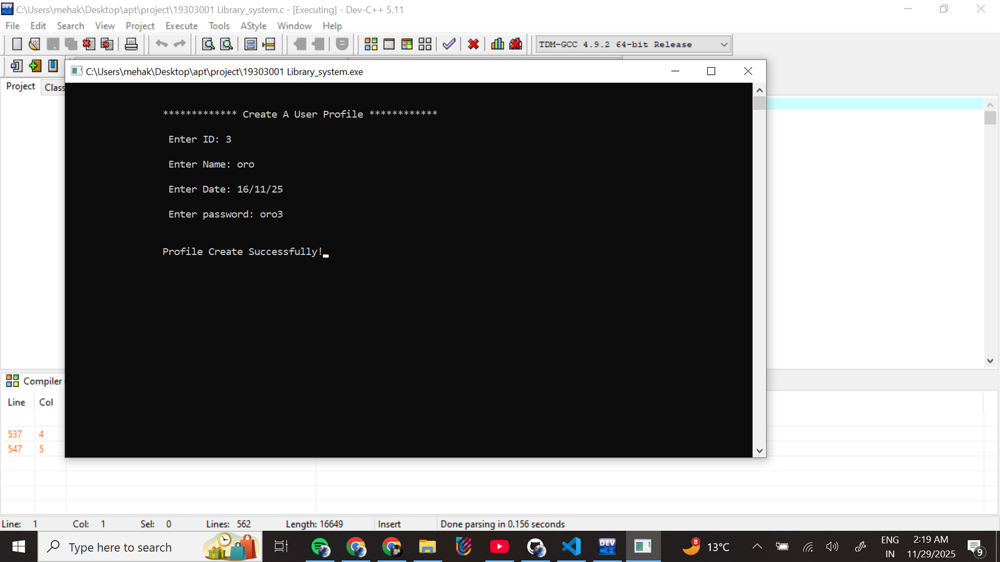 C:\Users\mehak\Desktop\apt\project\19303001 Library_system.c - [Executing] - Dev-C++ 5.11
File Edit Search View Project Execute Tools AStyle Window Help
TDM-GCC 4.9.2 64-bit Release
Project Class
C:\Users\mehak\Desktop\apt\project\19303001 Library_system.exe
************* Create A User Profile ************
Enter ID: 3
Enter Name: oro
Enter Date: 16/11/25
Enter password: oro3
Profile Create Successfully!
Compiler
Line Col
537 4
547 5
Line: 1 Col: 1 Sel: 0 Lines: 562 Length: 16649 Insert Done parsing in 0.156 seconds
Type here to search
DEV
C++
8
13°C
ENG
IN
2:19 AM
11/29/2025
9